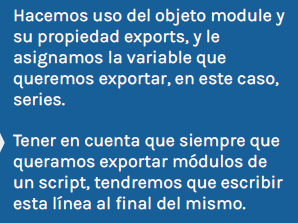 Hacemos uso del objeto module y
su propiedad exports, y le
asignamos la variable que
queremos exportar, en este caso,
series.
Tener en cuenta que siempre que
queramos exportar módulos de
un script, tendremos que escribir
esta línea al final del mismo.